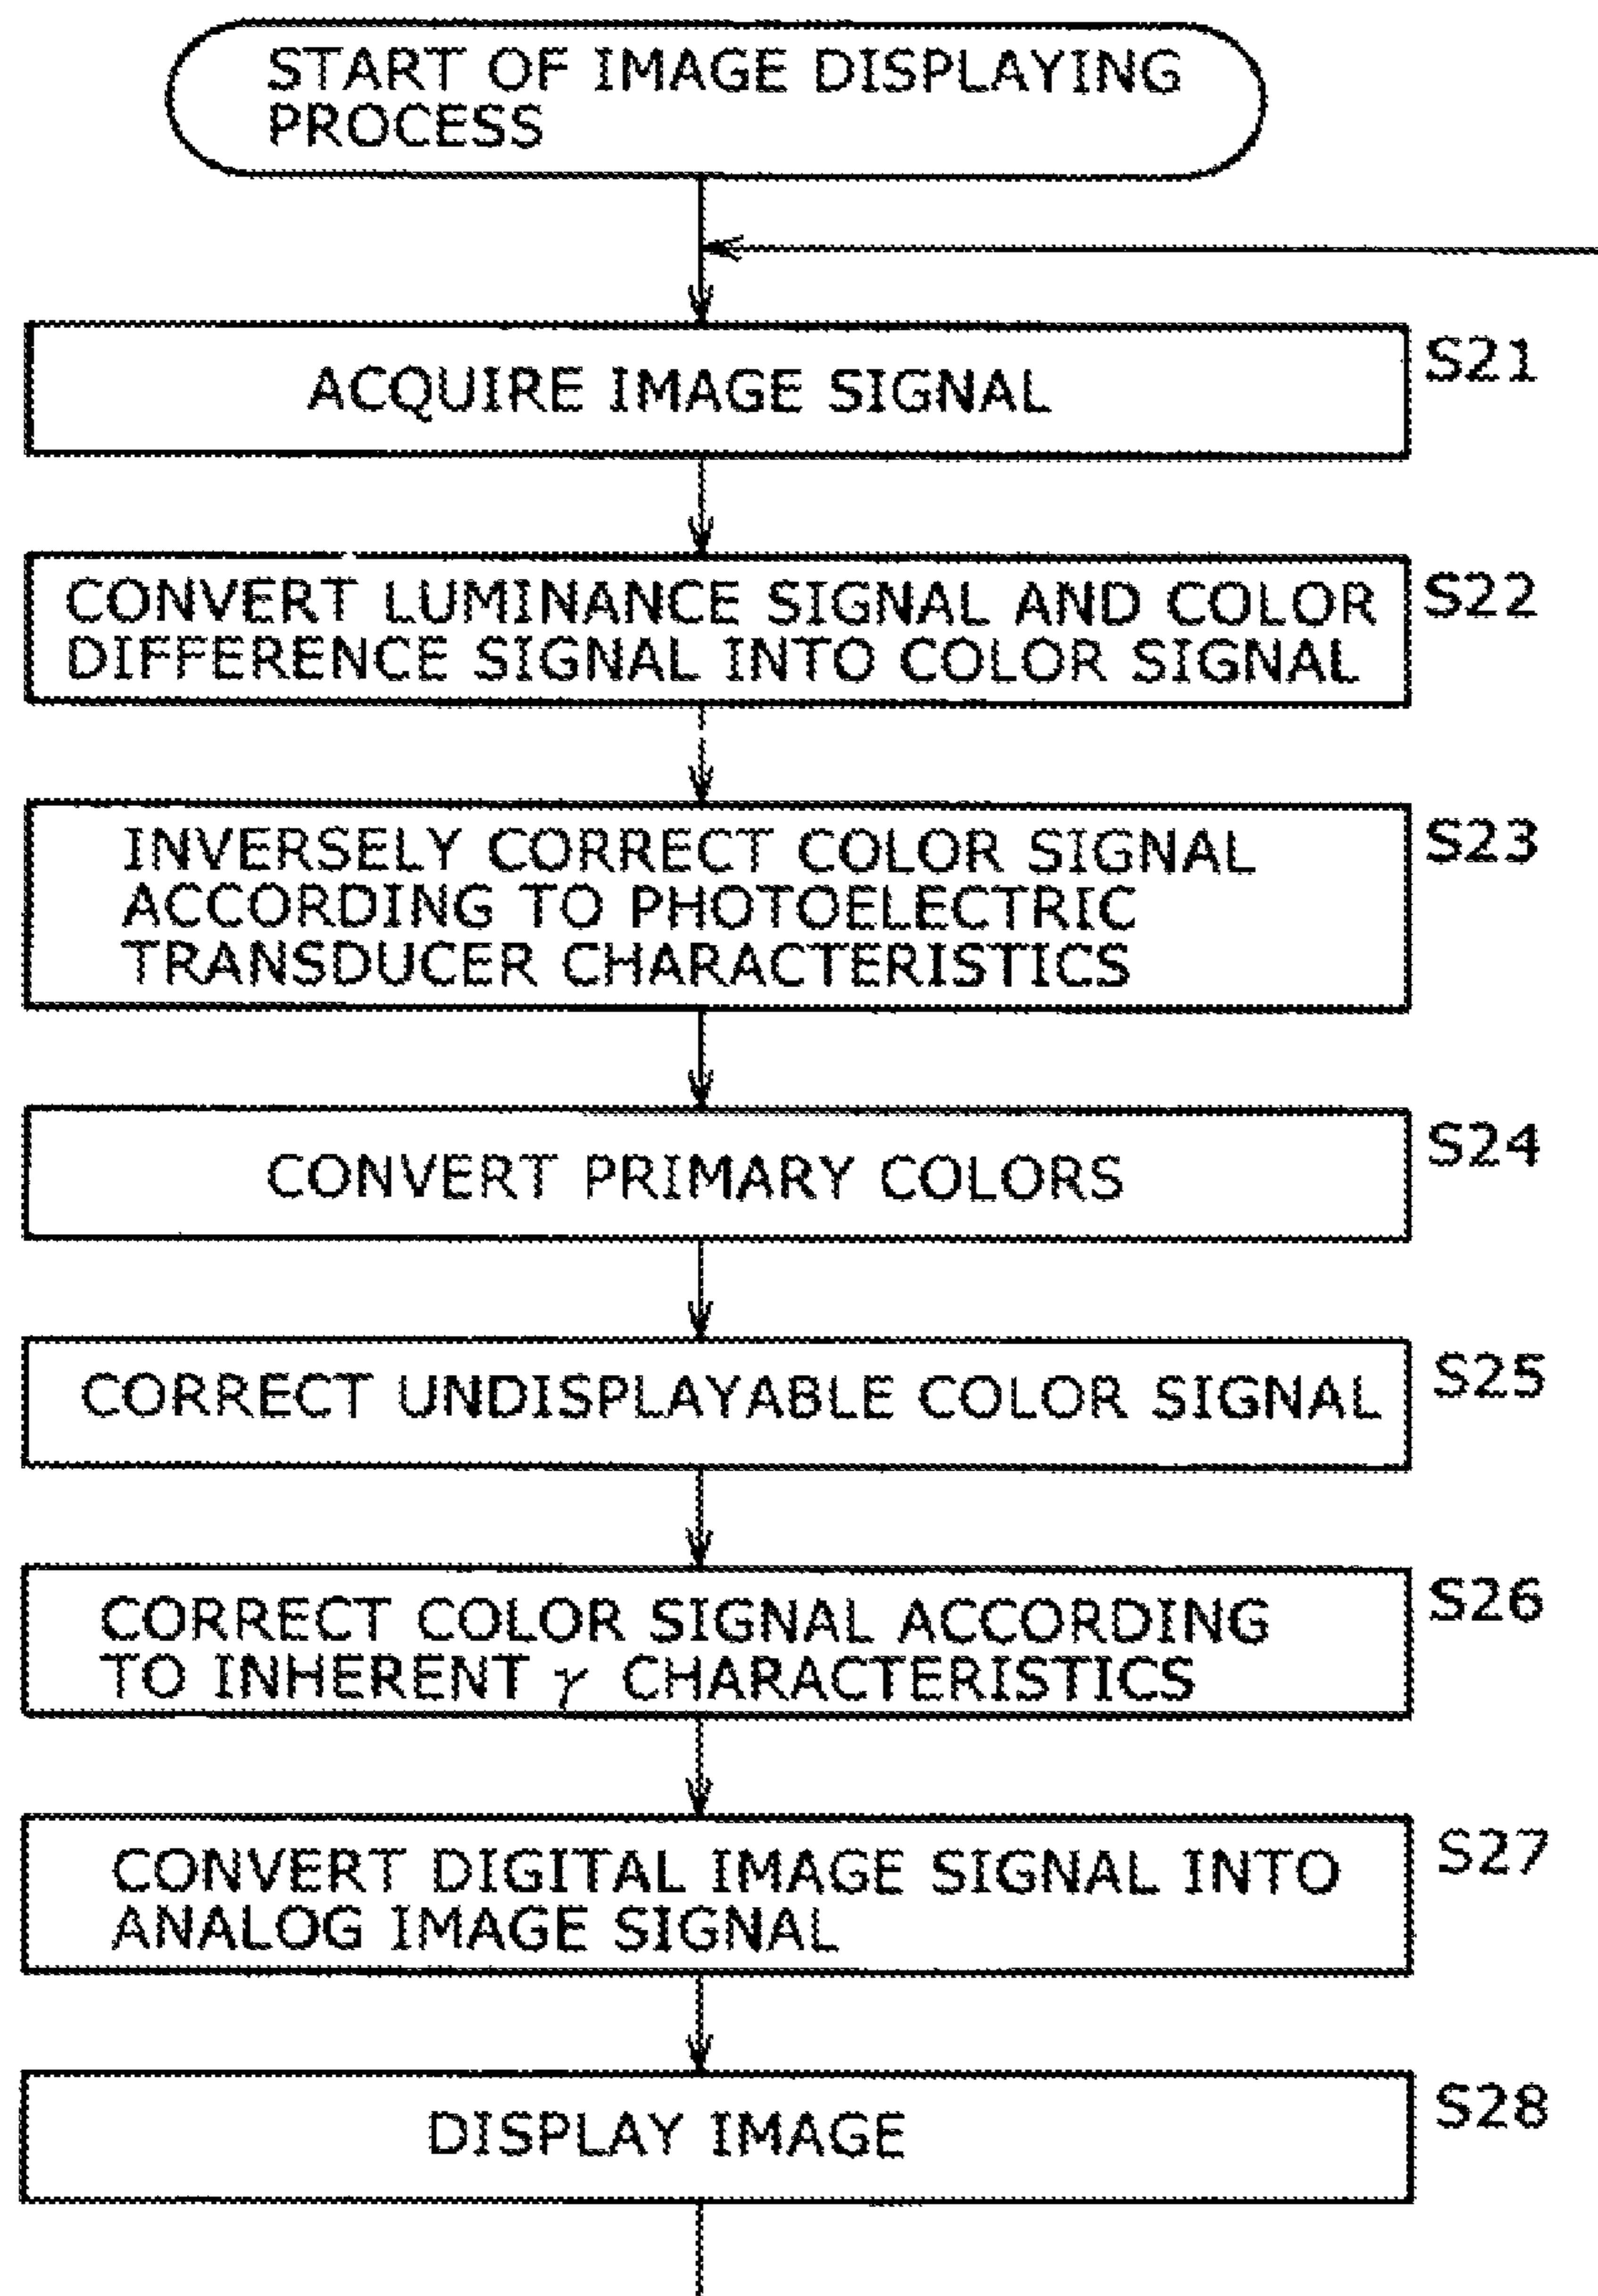 START OF IMAGE DISPLAYING
PROCESS
ACQUIRE IMAGE SIGNAL
S21
CONVERT LUMINANCE SIGNAL AND COLOR
DIFFERENCE SIGNAL INTO COLOR SIGNAL
S22
INVERSELY CORRECT COLOR SIGNAL
ACCORDING TO PHOTOELECTRIC
TRANSDUCER CHARACTERISTICS
S23
CONVERT PRIMARY COLORS
S24
CORRECT UNDISPLAYABLE COLOR SIGNAL
S25
CORRECT COLOR SIGNAL ACCORDING
TO INHERENT γ CHARACTERISTICS
S26
CONVERT DIGITAL IMAGE SIGNAL INTO
ANALOG IMAGE SIGNAL
S27
DISPLAY IMAGE
S28